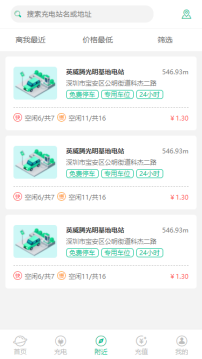 搜索充电站名或地址
离我最近 价格最低 筛选
英威腾光明基地电站 546.93m
深圳市宝安区公明街道科杰二路
免费停车 专用车位 24小时
快 空闲6/共7 慢 空闲11/共16 ¥ 1.30
英威腾光明基地电站 546.93m
深圳市宝安区公明街道科杰二路
免费停车 专用车位 24小时
快 空闲6/共7 慢 空闲11/共16 ¥ 1.30
英威腾光明基地电站 546.93m
深圳市宝安区公明街道科杰二路
免费停车 专用车位 24小时
快 空闲6/共7 慢 空闲11/共16 ¥ 1.30
首页 充电 附近 充值 我的